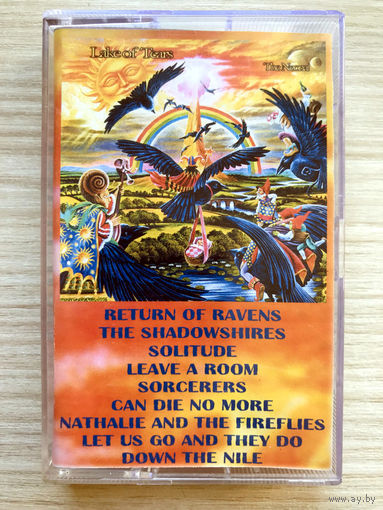 Lake of Tears
The Neonai
RETURN OF RAVENS
THE SHADOWSHIRES
SOLITUDE
LEAVE A ROOM
SORCERERS
CAN DIE NO MORE
NATHALIE AND THE FIREFLIES
LET US GO AND THEY DO
DOWN THE NILE
www.ay.by